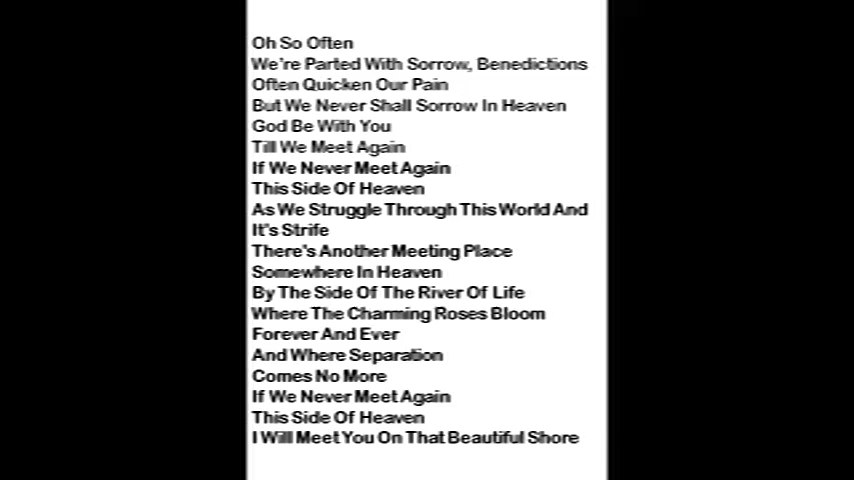 Oh So Often
We're Parted With Sorrow, Benedictions
Often Quicken Our Pain
But We Never Shall Sorrow In Heaven
God Be With You
Till We Meet Again
If We Never Meet Again
This Side Of Heaven
As We Struggle Through This World And
It's Strife
There's Another Meeting Place
Somewhere In Heaven
By The Side Of The River Of Life
Where The Charming Roses Bloom
Forever And Ever
And Where Separation
Comes No More
If We Never Meet Again
This Side Of Heaven
I Will Meet You On That Beautiful Shore